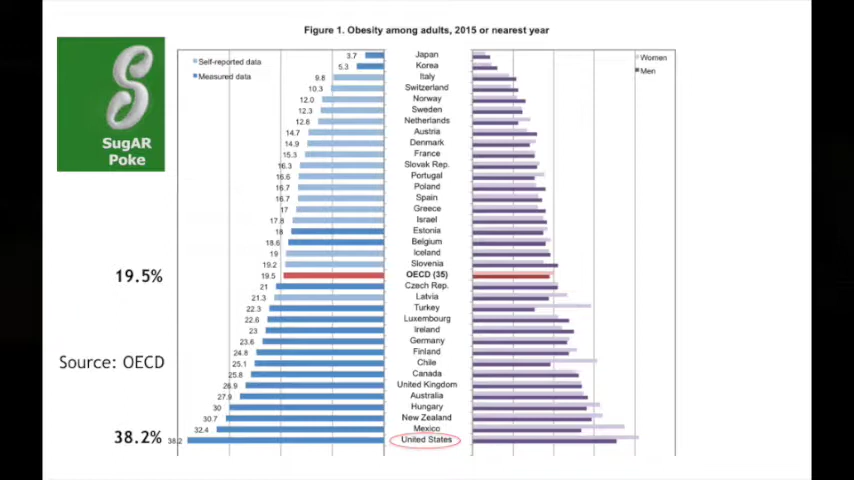 Figure 1. Obesity among adults, 2015 or nearest year
SugAR
Poke
Self-reported data
Measured data
Women
Men
3.7 Japan
5.3 Korea
9.8 Italy
10.3 Switzerland
12.0 Norway
12.3 Sweden
12.8 Netherlands
14.7 Austria
14.9 Denmark
15.3 France
16.3 Slovak Rep.
16.6 Portugal
16.7 Poland
16.7 Spain
17 Greece
17.8 Israel
18 Estonia
18.6 Belgium
19 Iceland
19.2 Slovenia
19.5% 19.5 OECD (35)
21 Czech Rep.
21.3 Latvia
22.3 Turkey
22.6 Luxembourg
23 Ireland
23.6 Germany
24.8 Finland
Source: OECD 25.1 Chile
25.8 Canada
26.9 United Kingdom
27.9 Australia
30 Hungary
30.7 New Zealand
32.4 Mexico
38.2% 38.2 United States